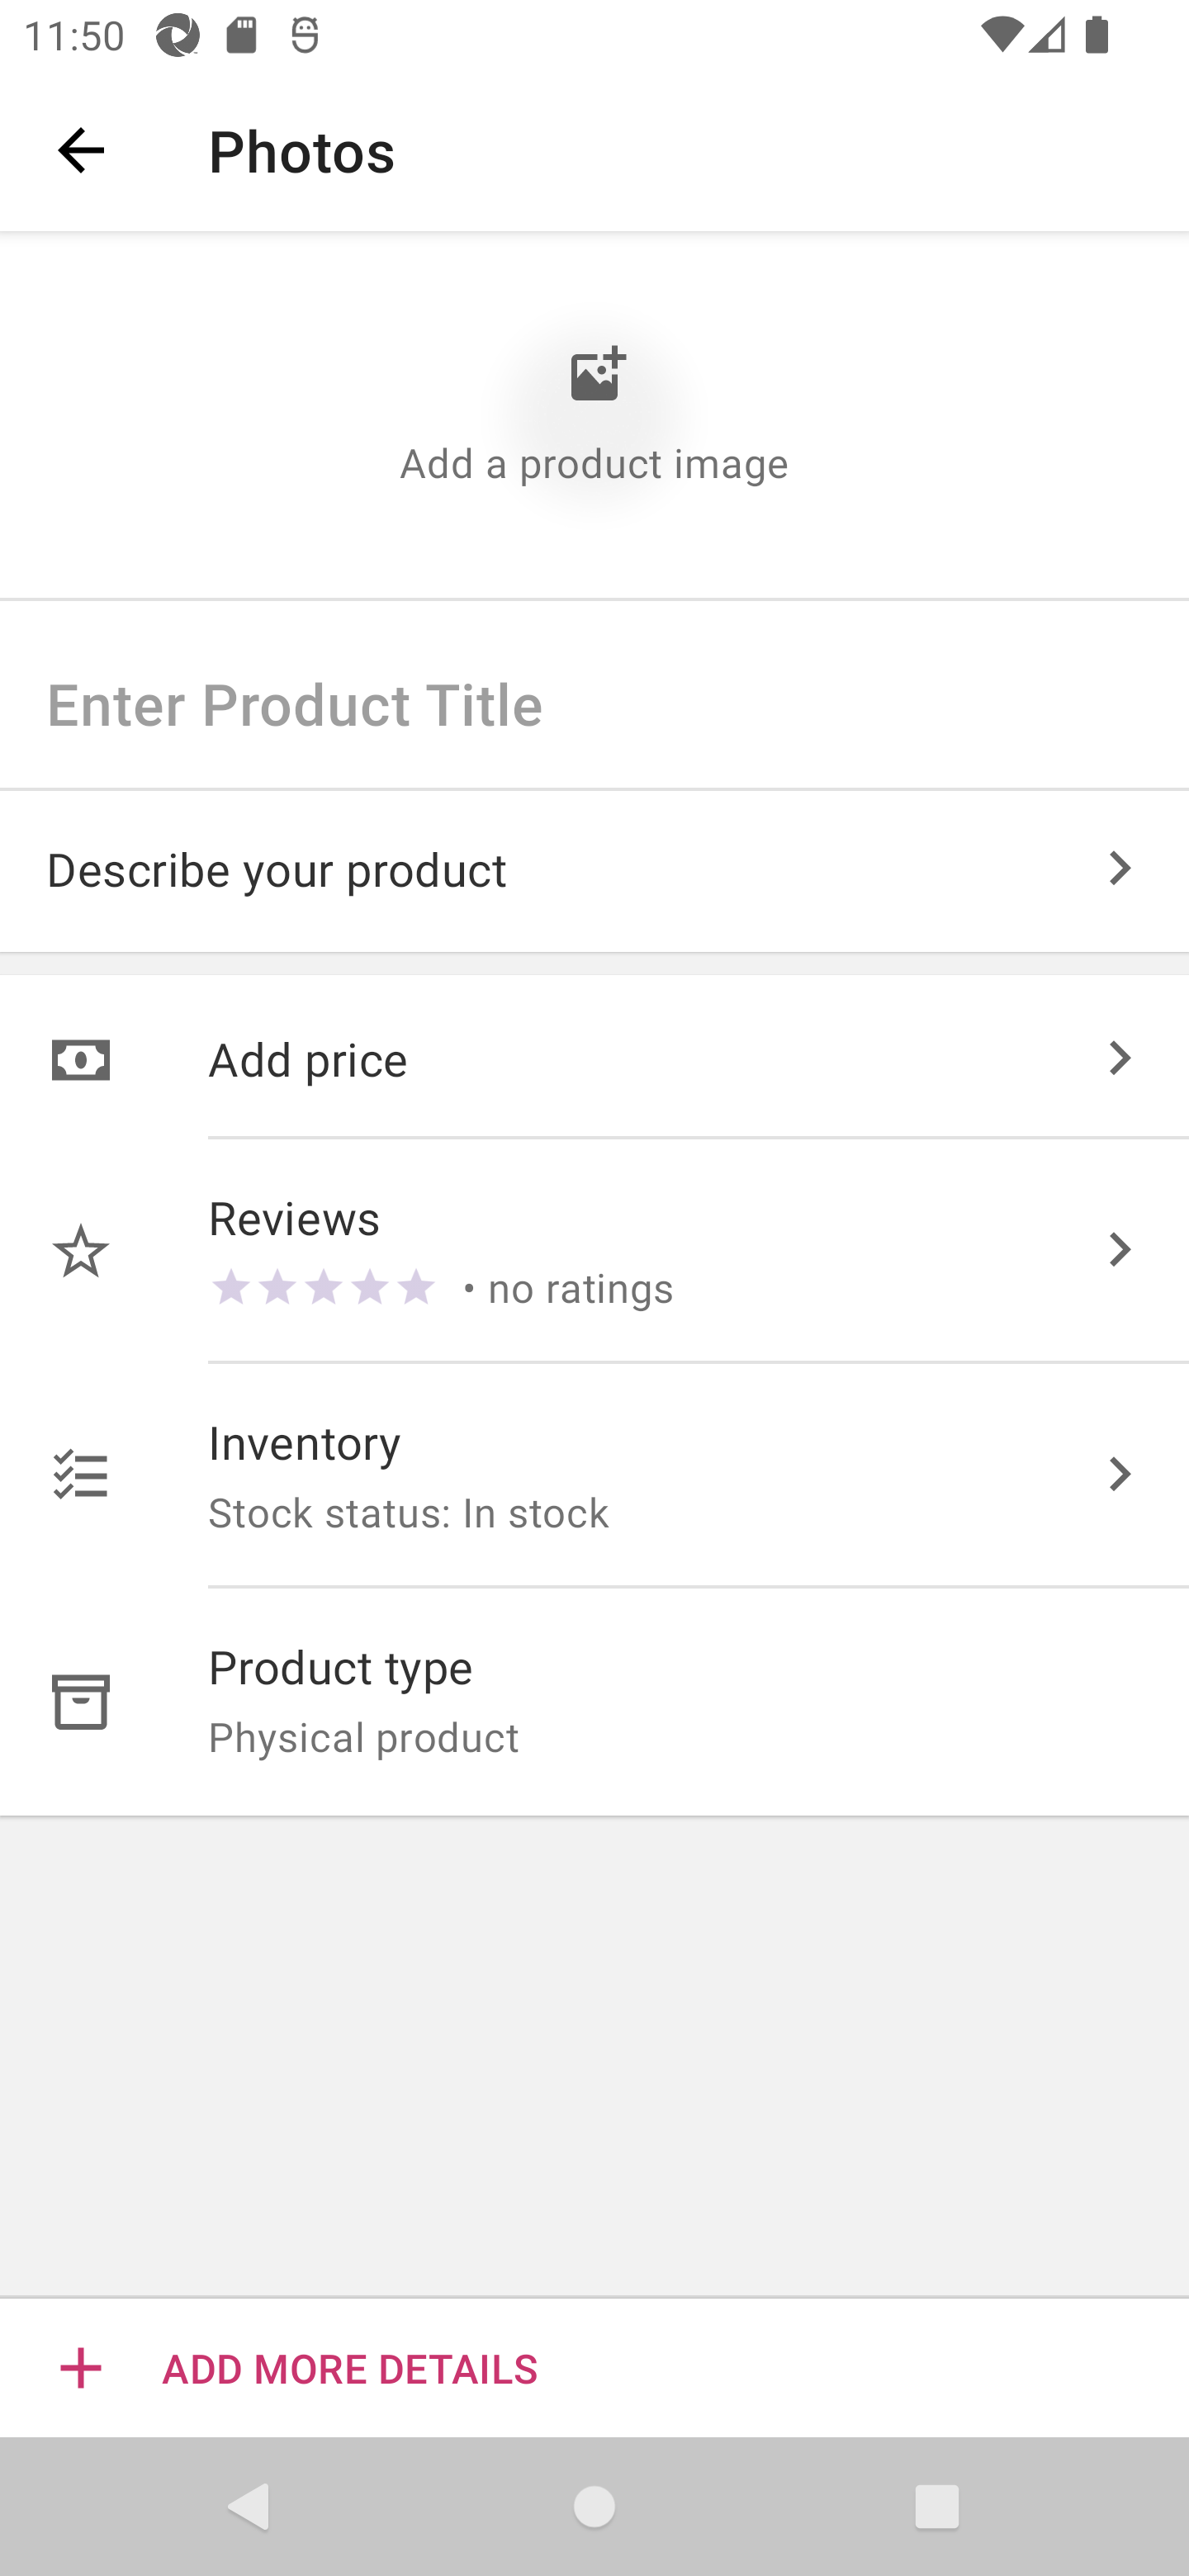 11:50
Photos
Add a product image
Enter Product Title
Describe your product
Add price
Reviews
• no ratings
Inventory
Stock status: In stock
Product type
Physical product
ADD MORE DETAILS